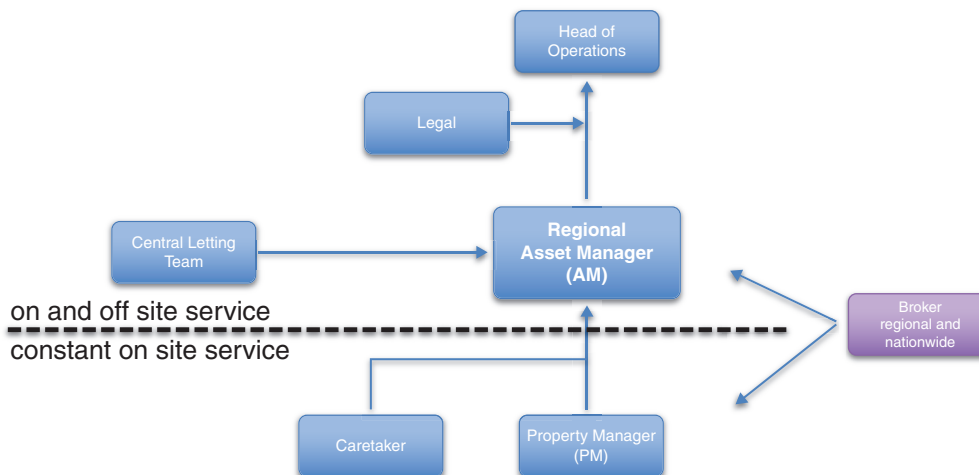 Head of
Operations
Legal
Central Letting
Team
Regional
Asset Manager
(AM)
on and off site service
constant on site service
Broker
regional and
nationwide
Caretaker
Property Manager
(PM)